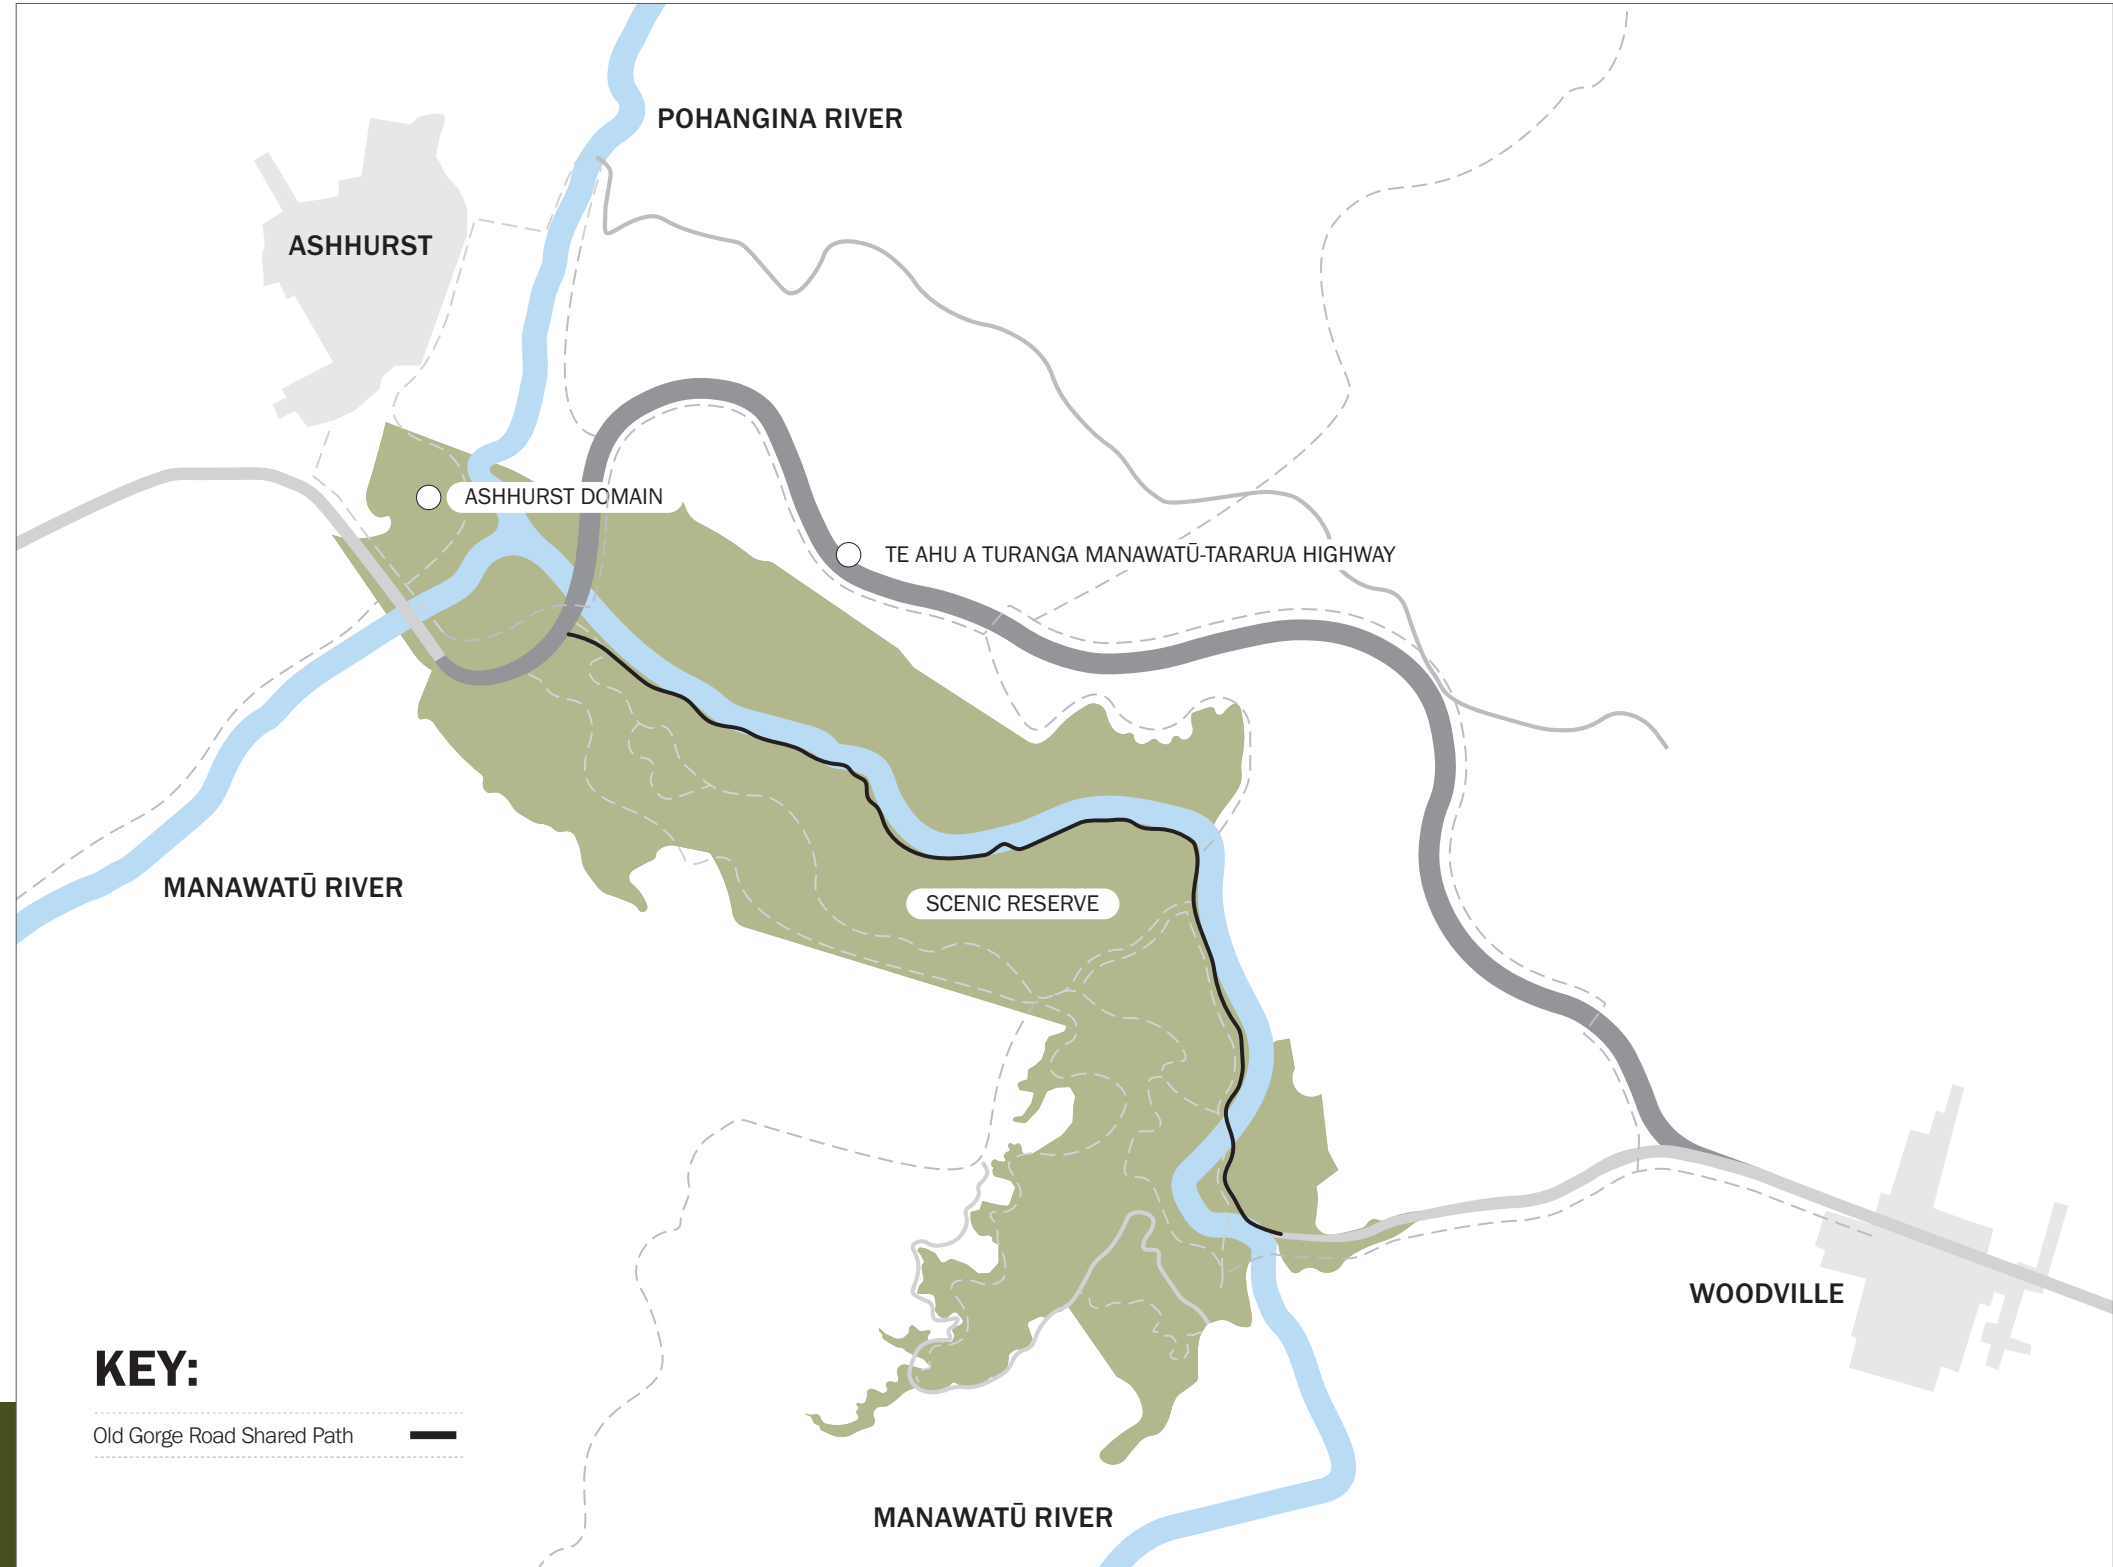 POHANGINA RIVER
ASHHURST
ASHHURST DOMAIN
TE AHU A TURANGA MANAWATŪ-TARARUA HIGHWAY
MANAWATŪ RIVER
SCENIC RESERVE
WOODVILLE
KEY:
Old Gorge Road Shared Path
MANAWATŪ RIVER